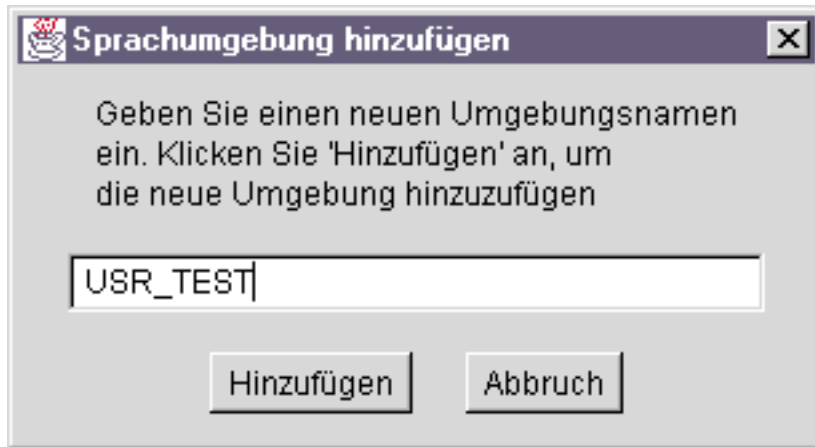 Sprachumgebung hinzufügen
Geben Sie einen neuen Umgebungsnamen
ein. Klicken Sie 'Hinzufügen' an, um
die neue Umgebung hinzuzufügen
USR_TEST
Hinzufügen Abbruch